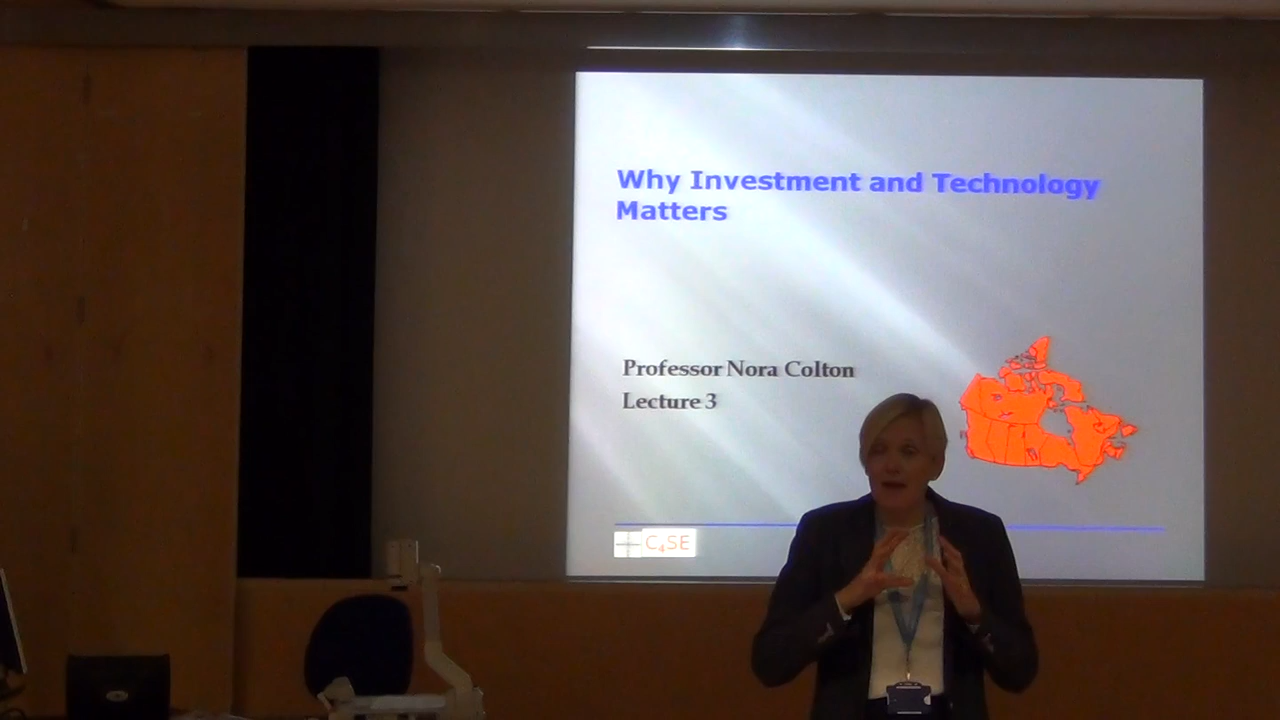 Why Investment and Technology
Matters
Professor Nora Colton
Lecture 3
C₄SE